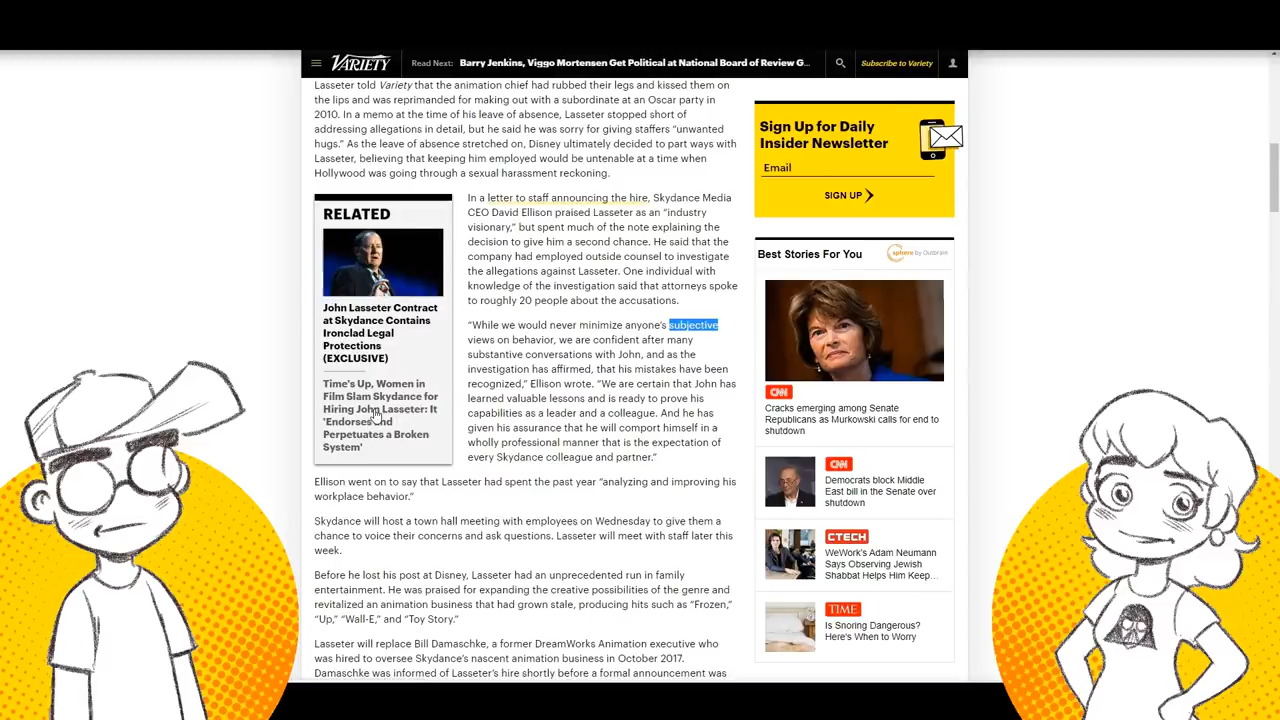 VARIETY
Read Next:
Barry Jenkins, Viggo Mortensen Get Political at National Board of Review G...
Subscribe to Variety
Lasseter told Variety that the animation chief had rubbed their legs and kissed them on
the lips and was reprimanded for making out with a subordinate at an Oscar party in
2010. In a memo at the time of his leave of absence, Lasseter stopped short of
addressing allegations in detail, but he said he was sorry for giving staffers “unwanted
hugs.” As the leave of absence stretched on, Disney ultimately decided to part ways with
Lasseter, believing that keeping him employed would be untenable at a time when
Hollywood was going through a sexual harassment reckoning.
RELATED
John Lasseter Contract
at Skydance Contains
Ironclad Legal
Protections
(EXCLUSIVE)
Time's Up, Women in
Film Slam Skydance for
Hiring John Lasseter: It
'Endorses and
Perpetuates a Broken
System'
In a letter to staff announcing the hire, Skydance Media
CEO David Ellison praised Lasseter as an “industry
visionary,” but spent much of the note explaining the
decision to give him a second chance. He said that the
company had employed outside counsel to investigate
the allegations against Lasseter. One individual with
knowledge of the investigation said that attorneys spoke
to roughly 20 people about the accusations.
“While we would never minimize anyone’s subjective
views on behavior, we are confident after many
substantive conversations with John, and as the
investigation has affirmed, that his mistakes have been
recognized,” Ellison wrote. “We are certain that John has
learned valuable lessons and is ready to prove his
capabilities as a leader and a colleague. And he has
given his assurance that he will comport himself in a
wholly professional manner that is the expectation of
every Skydance colleague and partner.”
Ellison went on to say that Lasseter had spent the past year “analyzing and improving his
workplace behavior.”
Skydance will host a town hall meeting with employees on Wednesday to give them a
chance to voice their concerns and ask questions. Lasseter will meet with staff later this
week.
Before he lost his post at Disney, Lasseter had an unprecedented run in family
entertainment. He was praised for expanding the creative possibilities of the genre and
revitalized an animation business that had grown stale, producing hits such as “Frozen,”
“Up,” “Wall-E,” and “Toy Story.”
Lasseter will replace Bill Damaschke, a former DreamWorks Animation executive who
was hired to oversee Skydance’s nascent animation business in October 2017.
Damaschke was informed of Lasseter’s hire shortly before a formal announcement was
Sign Up for Daily
Insider Newsletter
Email
SIGN UP
Best Stories For You
sphere by Outbrain
CNN
Cracks emerging among Senate
Republicans as Murkowski calls for end to
shutdown
CNN
Democrats block Middle
East bill in the Senate over
shutdown
CTECH
WeWork's Adam Neumann
Says Observing Jewish
Shabbat Helps Him Keep...
TIME
Is Snoring Dangerous?
Here's When to Worry